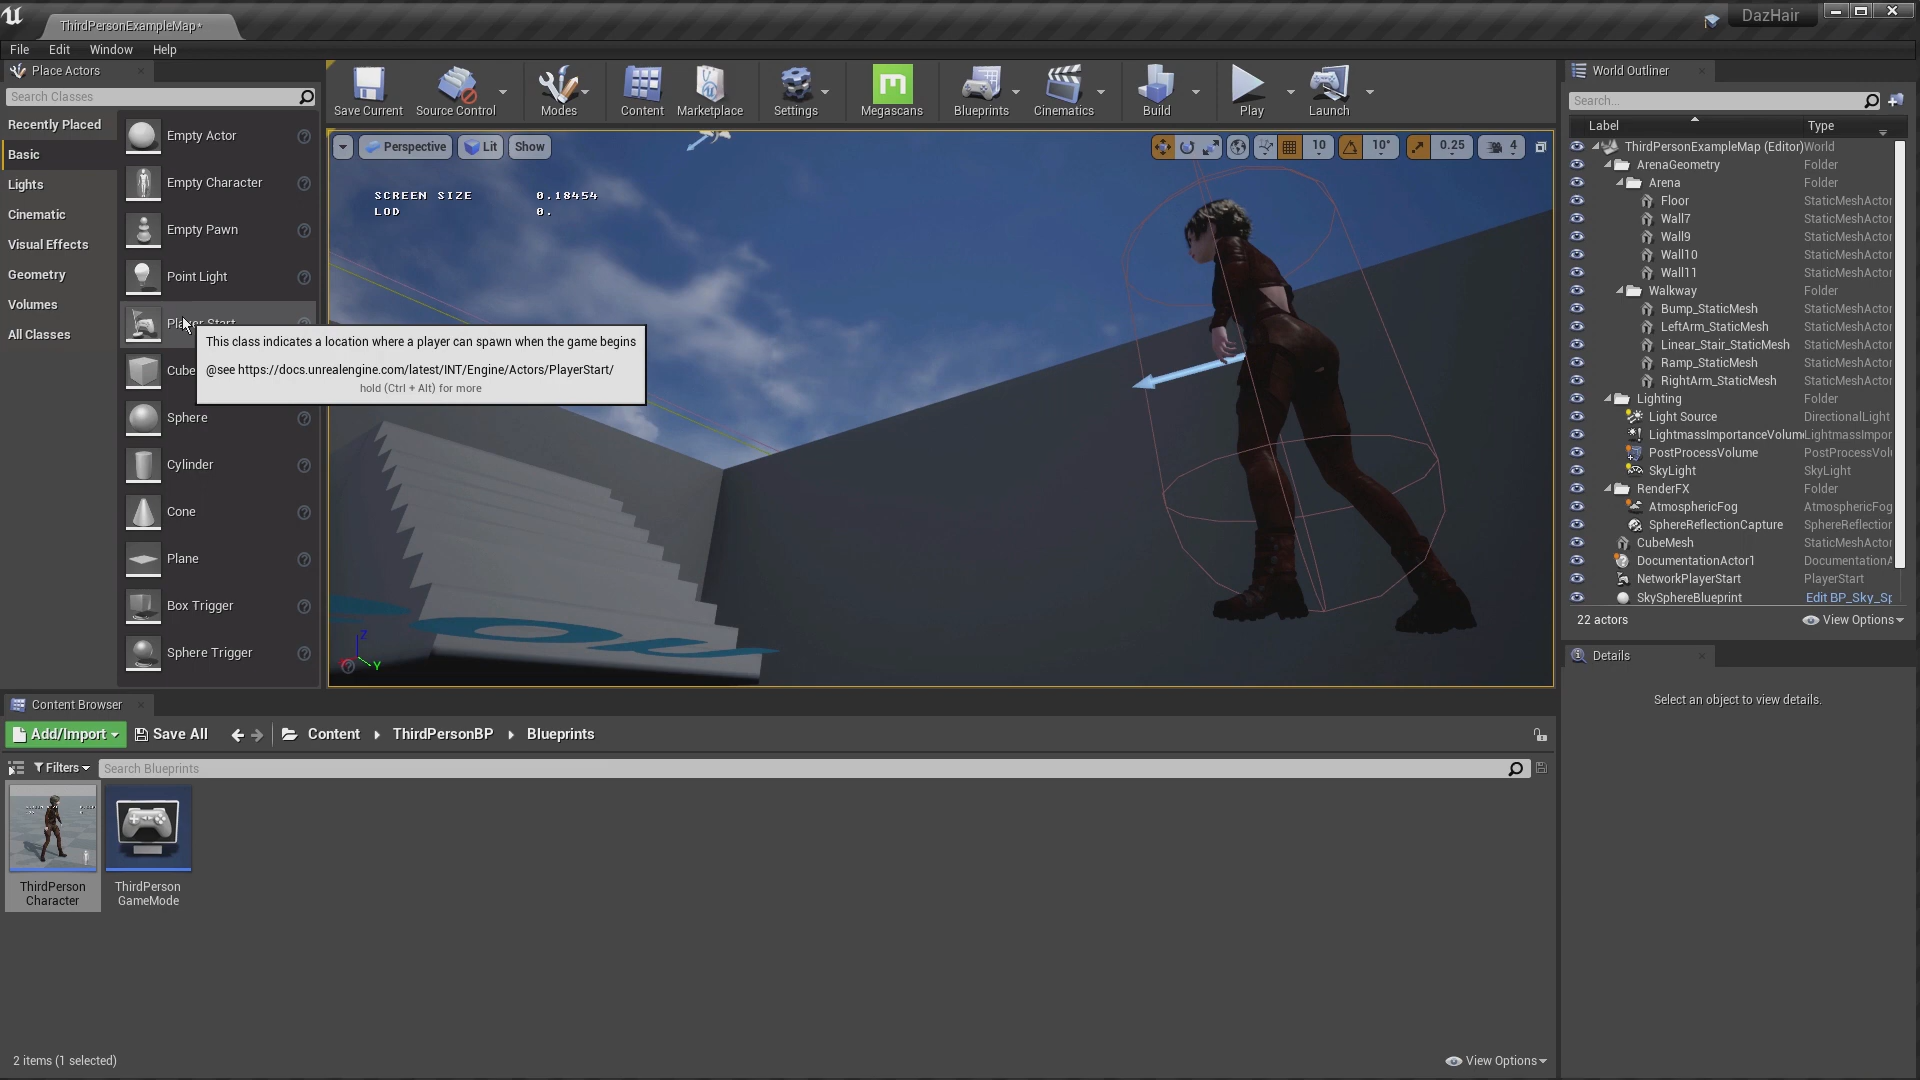 ThirdPersonExampleMap*
DazHair
File Edit Window Help
Place Actors
Search Classes
Recently Placed
Basic
Lights
Cinematic
Visual Effects
Geometry
Volumes
All Classes
Empty Actor
Empty Character
Empty Pawn
Point Light
Player Start
Cube
Sphere
Cylinder
Cone
Plane
Box Trigger
Sphere Trigger
This class indicates a location where a player can spawn when the game begins
@see https://docs.unrealengine.com/latest/INT/Engine/Actors/PlayerStart/
hold (Ctrl + Alt) for more
Save Current Source Control Modes Content Marketplace Settings Megascans Blueprints Cinematics Build Play Launch
Perspective Lit Show
10 10° 0.25 4
SCREEN SIZE 0.18454
LOD 0.
Z
Y
World Outliner
Search...
Label Type
ThirdPersonExampleMap (Editor) World
ArenaGeometry Folder
Arena Folder
Floor StaticMeshActor
Wall7 StaticMeshActor
Wall9 StaticMeshActor
Wall10 StaticMeshActor
Wall11 StaticMeshActor
Walkway Folder
Bump_StaticMesh StaticMeshActor
LeftArm_StaticMesh StaticMeshActor
Linear_Stair_StaticMesh StaticMeshActor
Ramp_StaticMesh StaticMeshActor
RightArm_StaticMesh StaticMeshActor
Lighting Folder
Light Source DirectionalLight
LightmassImportanceVolum LightmassImpor
PostProcessVolume PostProcessVolu
SkyLight SkyLight
RenderFX Folder
AtmosphericFog AtmosphericFog
SphereReflectionCapture SphereReflection
CubeMesh StaticMeshActor
DocumentationActor1 DocumentationA
NetworkPlayerStart PlayerStart
SkySphereBlueprint Edit BP_Sky_Sp
22 actors View Options
Details
Select an object to view details.
Content Browser
Add/Import Save All Content ThirdPersonBP Blueprints
Filters Search Blueprints
ThirdPerson
Character
ThirdPerson
GameMode
2 items (1 selected) View Options